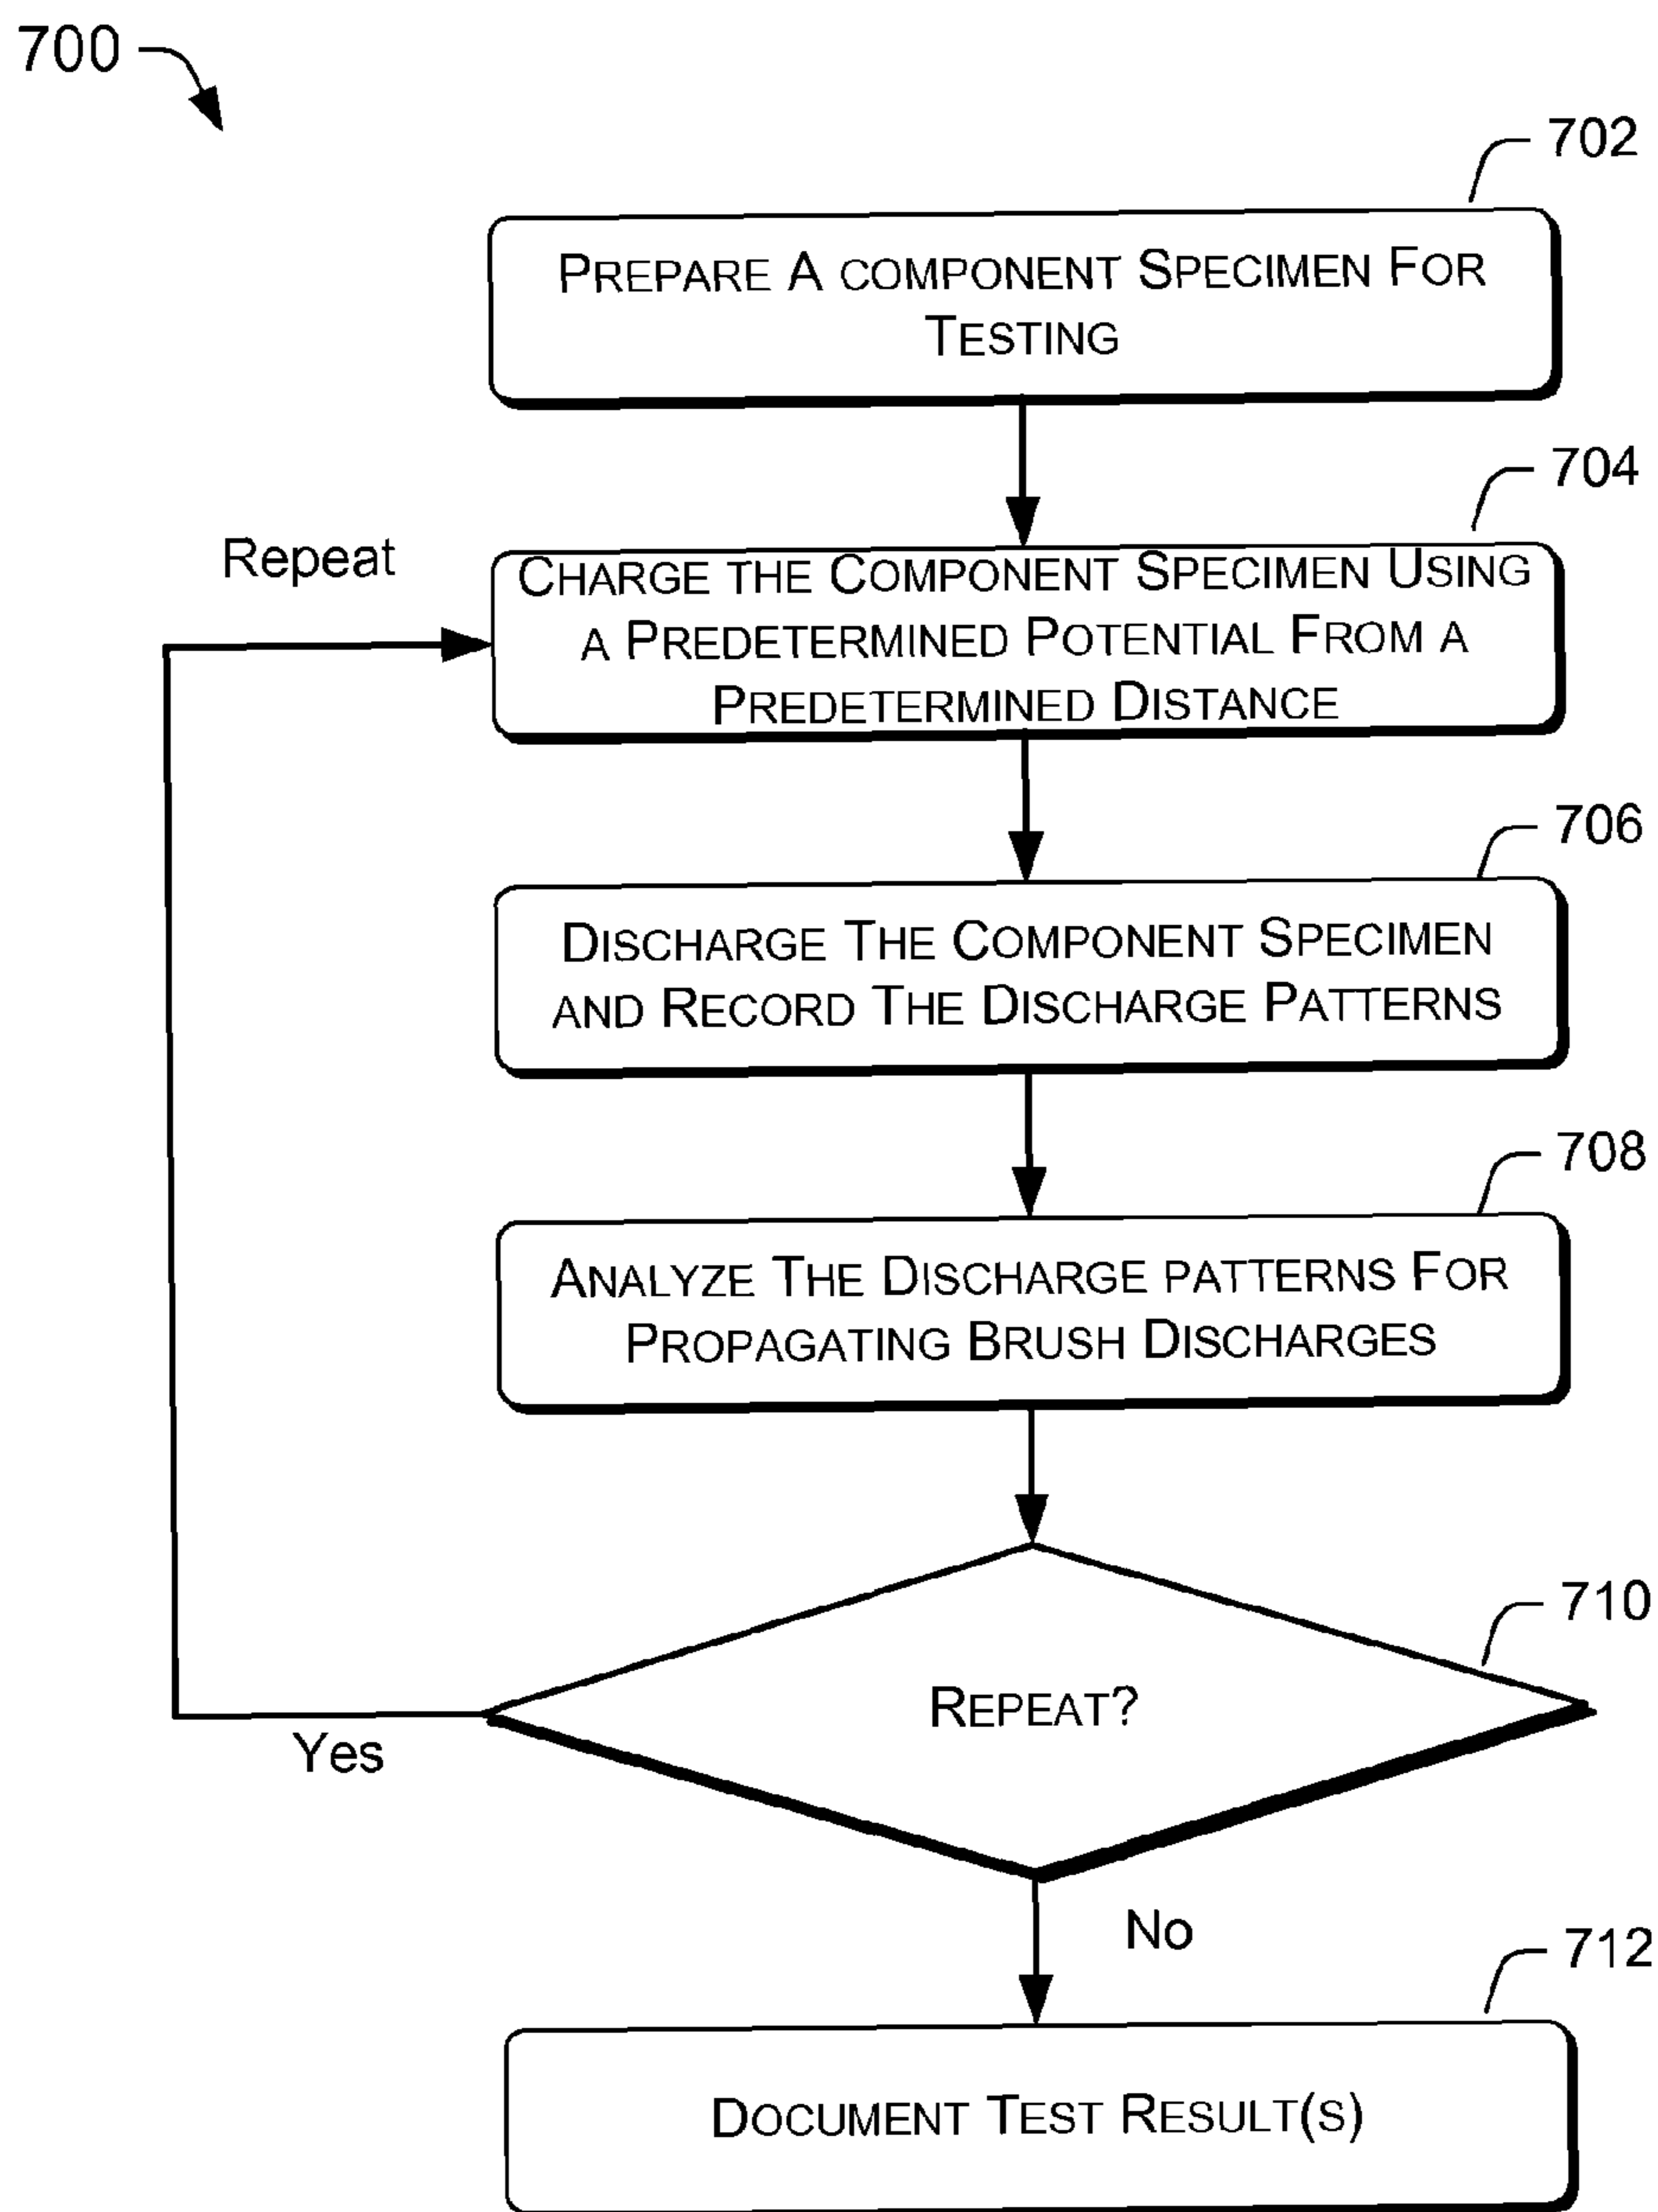 700
702
PREPARE A COMPONENT SPECIMEN FOR
TESTING
704
Repeat
CHARGE THE COMPONENT SPECIMEN USING
A PREDETERMINED POTENTIAL FROM A
PREDETERMINED DISTANCE
706
DISCHARGE THE COMPONENT SPECIMEN
AND RECORD THE DISCHARGE PATTERNS
708
ANALYZE THE DISCHARGE PATTERNS FOR
PROPAGATING BRUSH DISCHARGES
710
REPEAT?
Yes
No
712
DOCUMENT TEST RESULT(S)